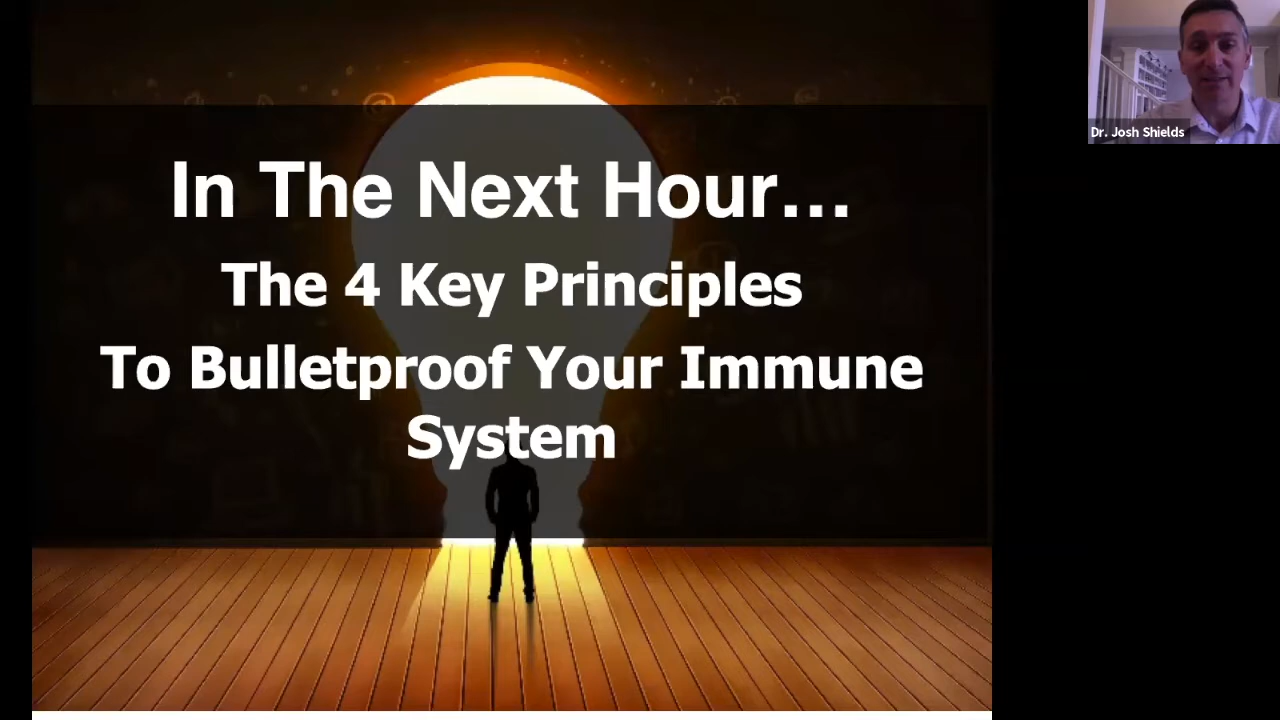 In The Next Hour...
The 4 Key Principles
To Bulletproof Your Immune
System
Dr. Josh Shields